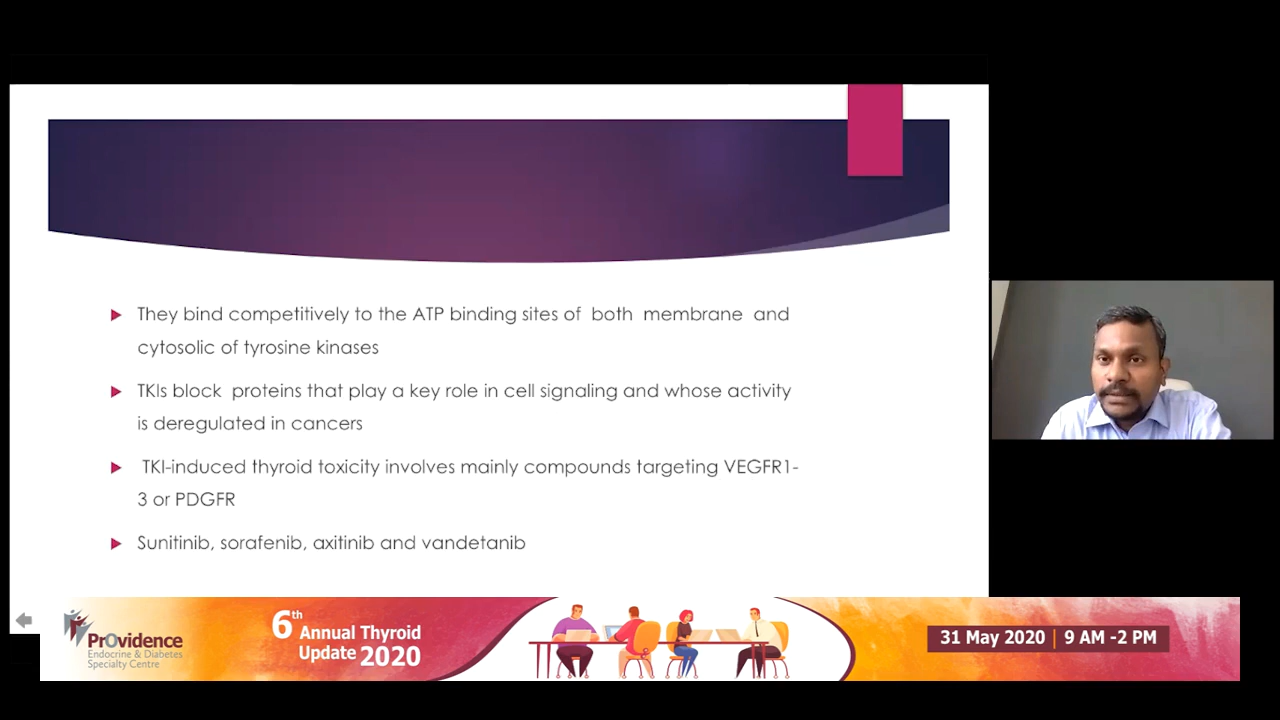 They bind competitively to the ATP binding sites of both membrane and
cytosolic of tyrosine kinases
TKIs block proteins that play a key role in cell signaling and whose activity
is deregulated in cancers
TKI-induced thyroid toxicity involves mainly compounds targeting VEGFR1-
3 or PDGFR
Sunitinib, sorafenib, axitinib and vandetanib
PrOvidence
Endocrine & Diabetes
Specialty Centre
6th
Annual Thyroid
Update 2020
31 May 2020 | 9 AM -2 PM